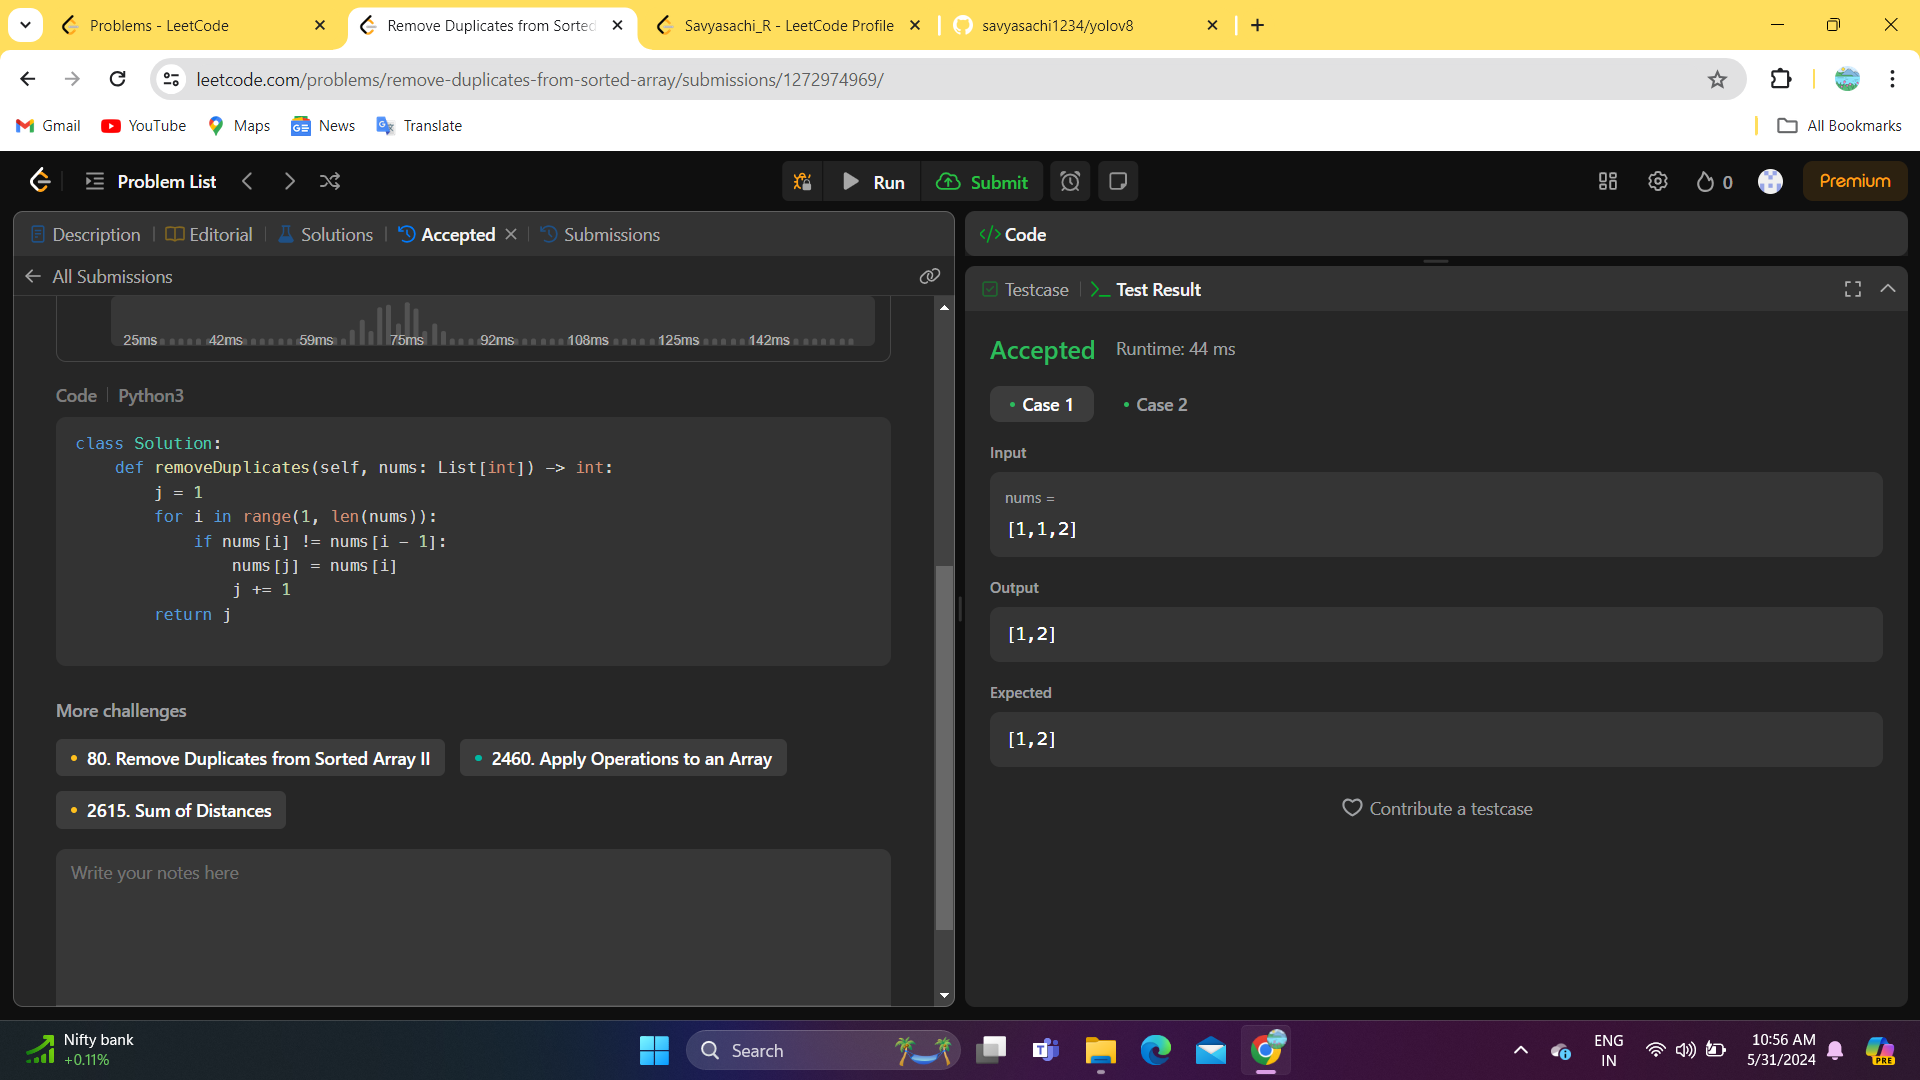 Problems - LeetCode
Remove Duplicates from Sorted
Savyasachi_R - LeetCode Profile
savyasachi1234/yolov8
leetcode.com/problems/remove-duplicates-from-sorted-array/submissions/1272974969/
Gmail YouTube Maps News Translate All Bookmarks
Problem List Run Submit 0 Premium
Description Editorial Solutions Accepted Submissions
All Submissions
25ms 42ms 59ms 75ms 92ms 108ms 125ms 142ms
Code Python3
class Solution:
    def removeDuplicates(self, nums: List[int]) -> int:
        j = 1
        for i in range(1, len(nums)):
            if nums[i] != nums[i - 1]:
                nums[j] = nums[i]
                j += 1
        return j
More challenges
80. Remove Duplicates from Sorted Array II
2460. Apply Operations to an Array
2615. Sum of Distances
Write your notes here
</> Code
Testcase >_ Test Result
Accepted Runtime: 44 ms
Case 1 Case 2
Input
nums =
[1,1,2]
Output
[1,2]
Expected
[1,2]
Contribute a testcase
Nifty bank
+0.11%
Search
ENG
IN
10:56 AM
5/31/2024
PRE